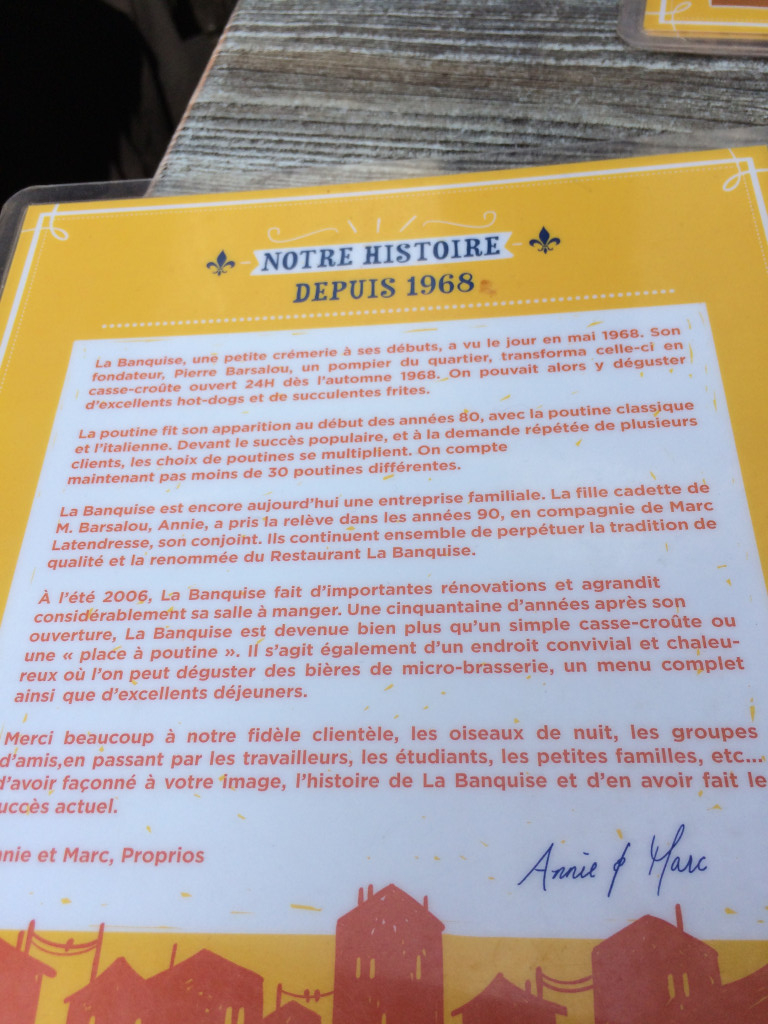 NOTRE HISTOIRE
DEPUIS 1968
La Banquise, une petite crémerie à ses débuts, a vu le jour en mai 1968. Son
fondateur, Pierre Barsalou, un pompier du quartier, transforma celle-ci en
casse-croûte ouvert 24H dès l'automne 1968. On pouvait alors y déguster
d'excellents hot-dogs et de succulentes frites.
La poutine fit son apparition au début des années 80, avec la poutine classique
et l'italienne. Devant le succès populaire, et à la demande répétée de plusieurs
clients, les choix de poutines se multiplient. On compte
maintenant pas moins de 30 poutines différentes.
La Banquise est encore aujourd'hui une entreprise familiale. La fille cadette de
M. Barsalou, Annie, a pris la relève dans les années 90, en compagnie de Marc
Latendresse, son conjoint. Ils continuent ensemble de perpétuer la tradition de
qualité et la renommée du Restaurant La Banquise.
À l'été 2006, La Banquise fait d'importantes rénovations et agrandit
considérablement sa salle à manger. Une cinquantaine d'années après son
ouverture, La Banquise est devenue bien plus qu'un simple casse-croûte ou
une « place à poutine ». Il s'agit également d'un endroit convivial et chaleu-
reux où l'on peut déguster des bières de micro-brasserie, un menu complet
ainsi que d'excellents déjeuners.
Merci beaucoup à notre fidèle clientèle, les oiseaux de nuit, les groupes
d'amis,en passant par les travailleurs, les étudiants, les petites familles, etc...
d'avoir façonné à votre image, l'histoire de La Banquise et d'en avoir fait le
uccès actuel.
nnie et Marc, Proprios
Annie & Marc